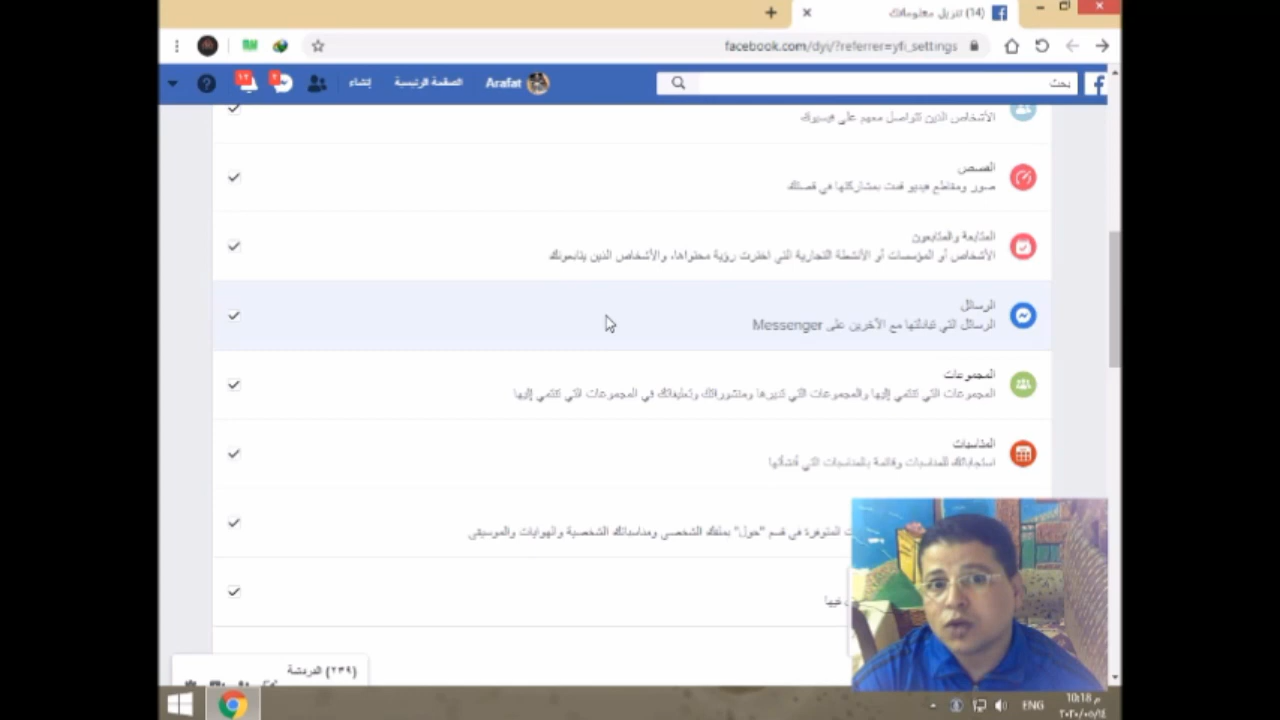 (14) تنزيل معلوماتك
facebook.com/dyi/?referrer=yfi_settings
بحث
Arafat
الصفحة الرئيسية
إنشاء
١٢
الأشخاص الذين تتواصل معهم على فيسبوك
القصص
صور ومقاطع فيديو قمت بمشاركتها في قصتك
المتابعة والمتابعون
الأشخاص أو المؤسسات أو الأنشطة التجارية التي اخترت رؤية محتواها، والأشخاص الذين يتابعونك
الرسائل
الرسائل التي تبادلتها مع الآخرين على Messenger
المجموعات
المجموعات التي تنتمي إليها والمجموعات التي تديرها ومنشوراتك وتعليقاتك في المجموعات التي تنتمي إليها
المناسبات
استجاباتك للمناسبات وقائمة بالمناسبات التي أنشأتها
المتوفرة في قسم "حول" بملفك الشخصي ومناسباتك الشخصية والهوايات والموسيقى
فيها
الدردشة (٢٣٩)
ENG
10:18 م